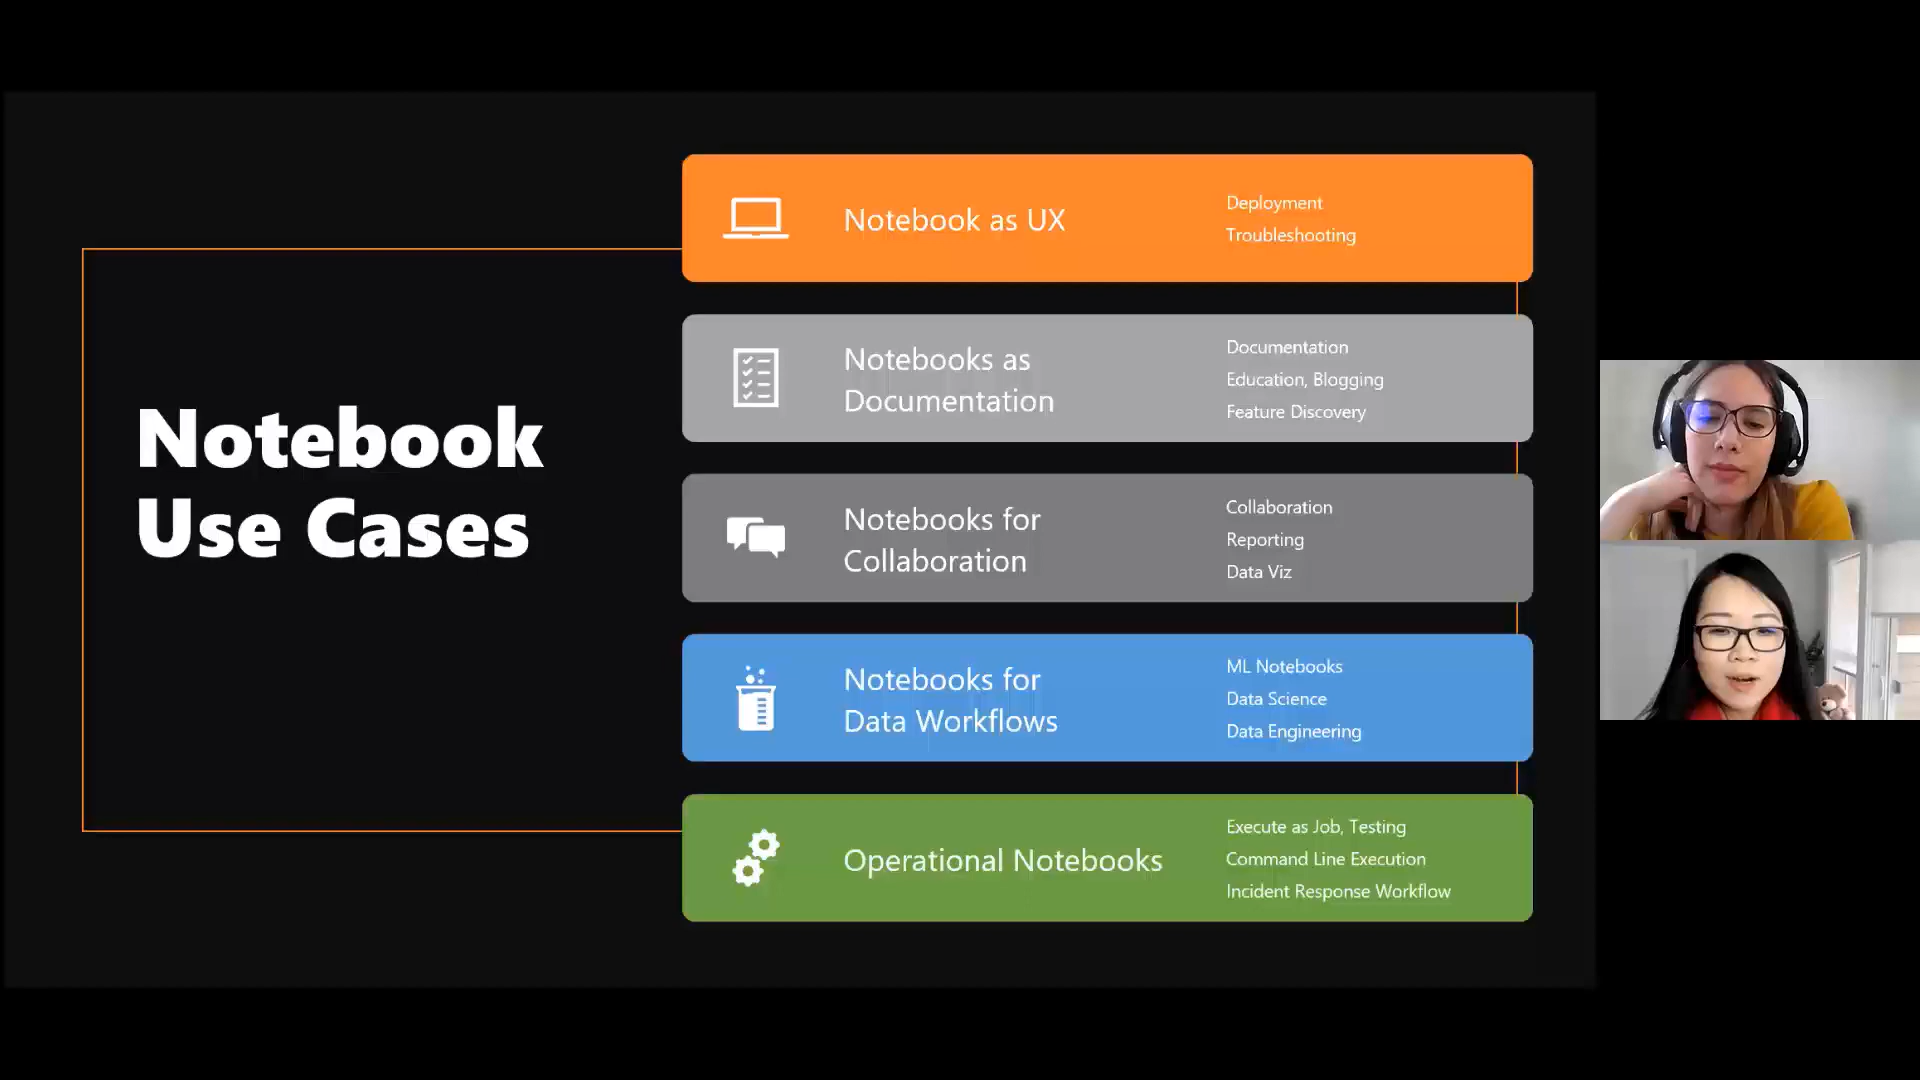 Notebook
Use Cases
Notebook as UX
Deployment
Troubleshooting
Notebooks as
Documentation
Documentation
Education, Blogging
Feature Discovery
Notebooks for
Collaboration
Collaboration
Reporting
Data Viz
Notebooks for
Data Workflows
ML Notebooks
Data Science
Data Engineering
Operational Notebooks
Execute as Job, Testing
Command Line Execution
Incident Response Workflow